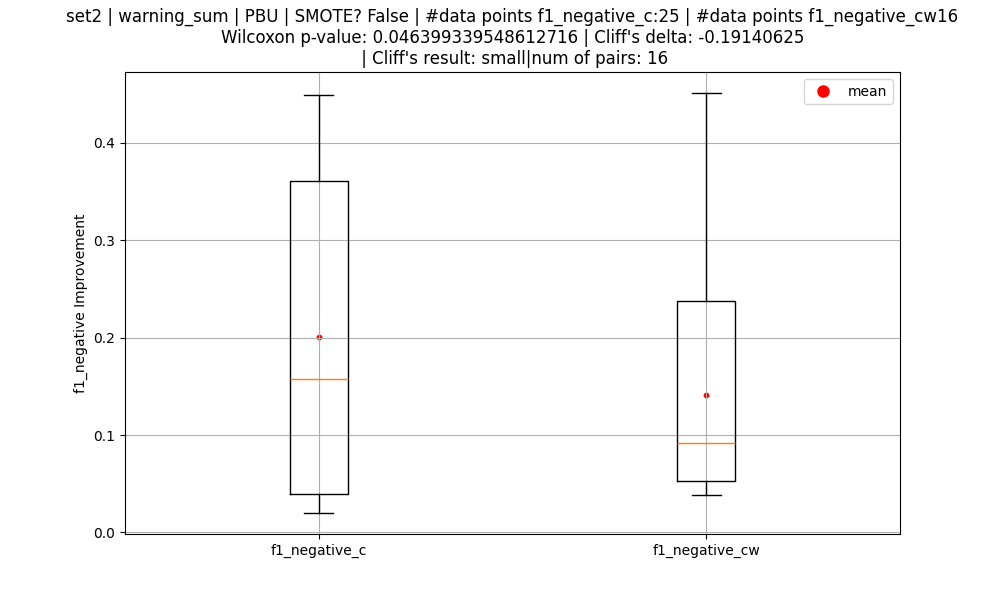 set2 | warning_sum | PBU | SMOTE? False | #data points f1_negative_c:25 | #data points f1_negative_cw16
Wilcoxon p-value: 0.046399339548612716 | Cliff's delta: -0.19140625
| Cliff's result: small|num of pairs: 16
mean
f1_negative Improvement
0.4
0.3
0.2
0.1
0.0
f1_negative_c
f1_negative_cw